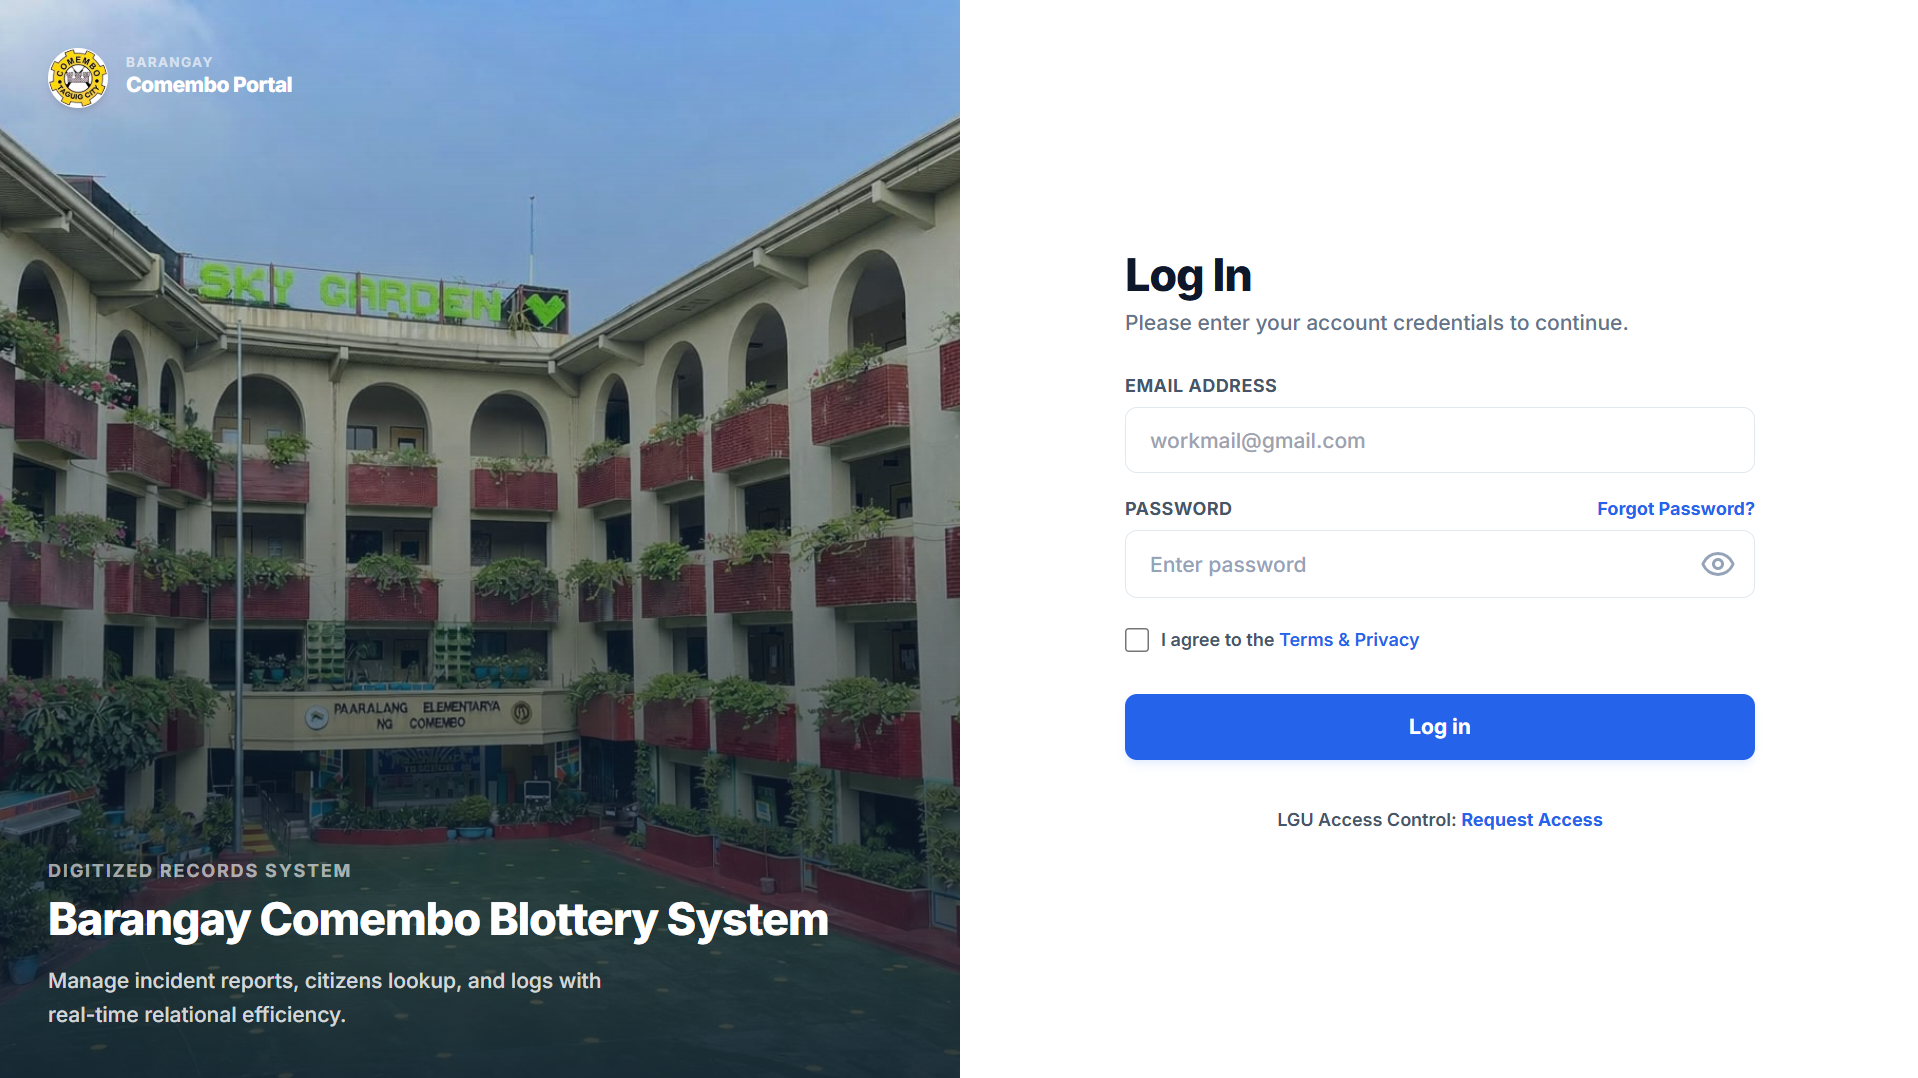 COMEMBO
TAGUIG CITY
BARANGAY
Comembo Portal
SKY GARDEN
PAARALANG ELEMENTARYA
NG COMEMBO
DIGITIZED RECORDS SYSTEM
Barangay Comembo Blottery System
Manage incident reports, citizens lookup, and logs with
real-time relational efficiency.
Log In
Please enter your account credentials to continue.
EMAIL ADDRESS
workmail@gmail.com
PASSWORD
Forgot Password?
Enter password
I agree to the Terms & Privacy
Log in
LGU Access Control: Request Access